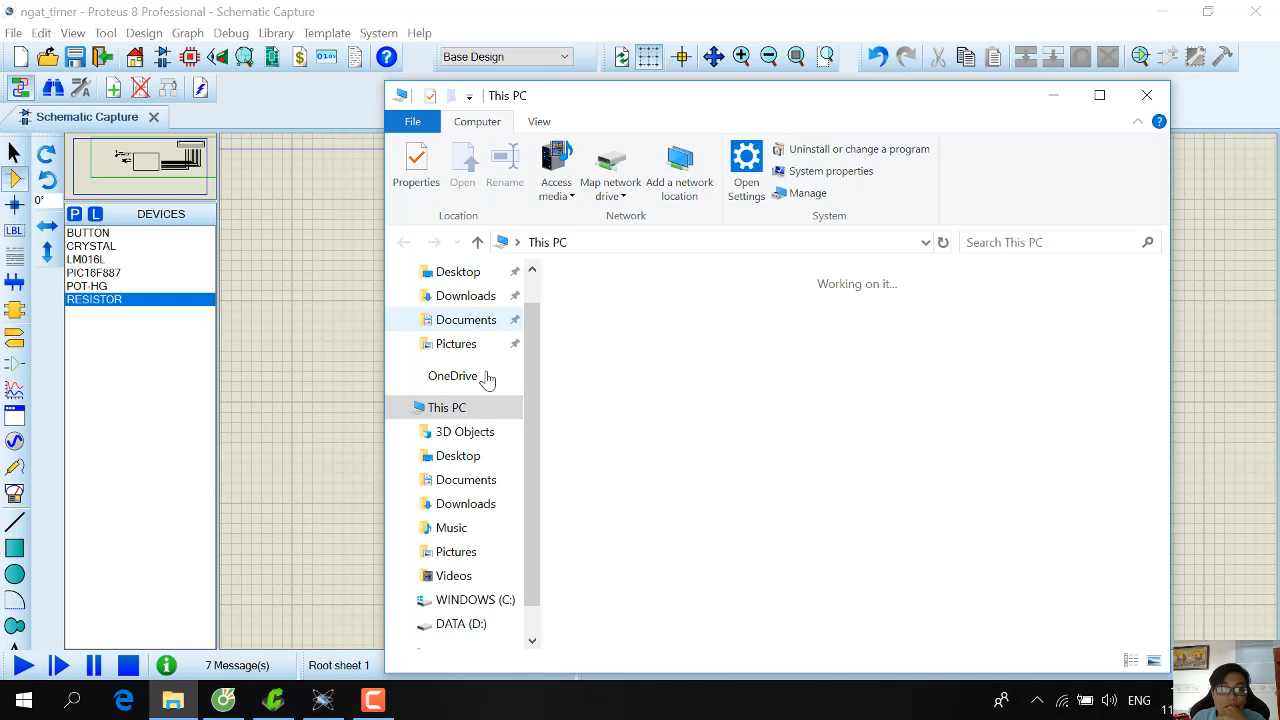 ngat_timer - Proteus 8 Professional - Schematic Capture
File Edit View Tool Design Graph Debug Library Template System Help
Base Design
Schematic Capture
0°
P L DEVICES
BUTTON
CRYSTAL
LM016L
PIC16F887
POT-HG
RESISTOR
LBL
This PC
File Computer View
Properties
Open
Rename
Access media
Map network drive
Add a network location
Open Settings
Uninstall or change a program
System properties
Manage
Location
Network
System
This PC
Search This PC
Desktop
Downloads
Documents
Pictures
OneDrive
This PC
3D Objects
Desktop
Documents
Downloads
Music
Pictures
Videos
WINDOWS (C:)
DATA (D:)
Working on it...
7 Message(s)
Root sheet 1
ENG